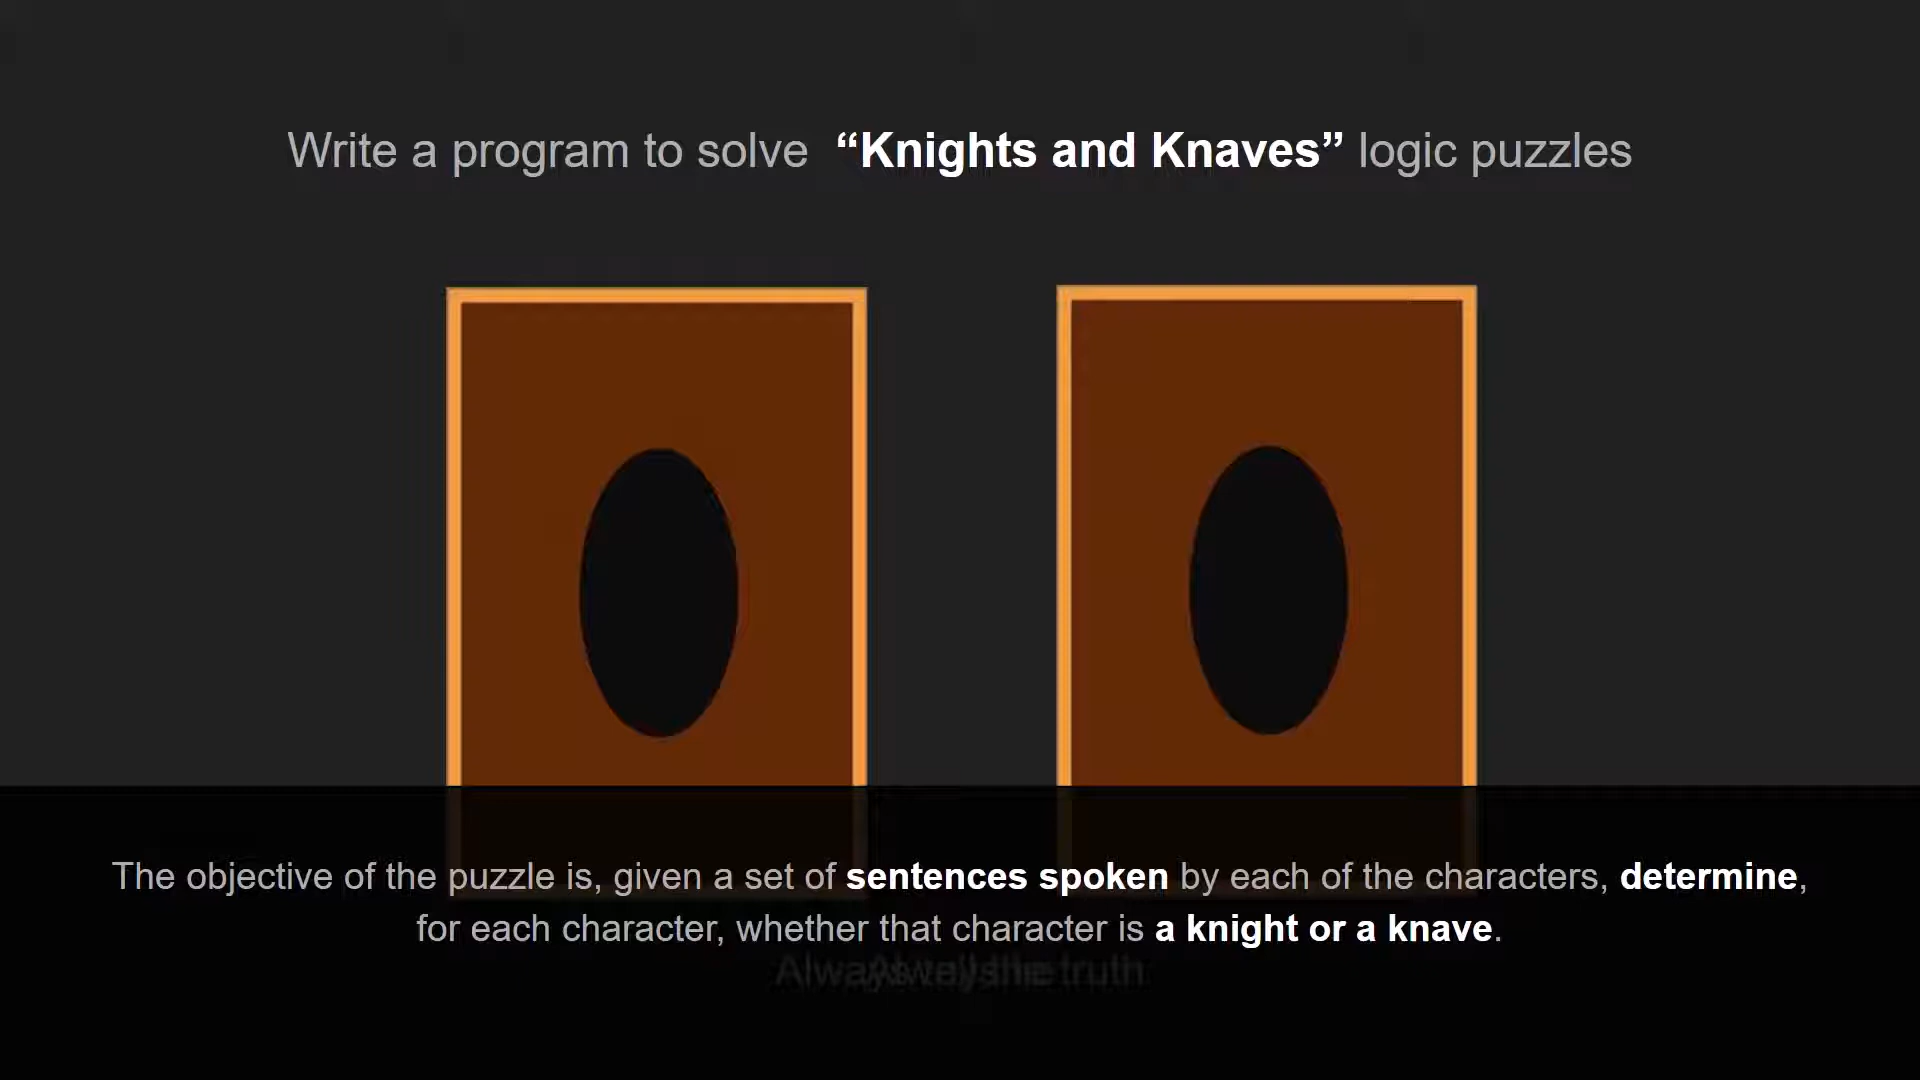 Write a program to solve “Knights and Knaves” logic puzzles
The objective of the puzzle is, given a set of sentences spoken by each of the characters, determine,
for each character, whether that character is a knight or a knave.